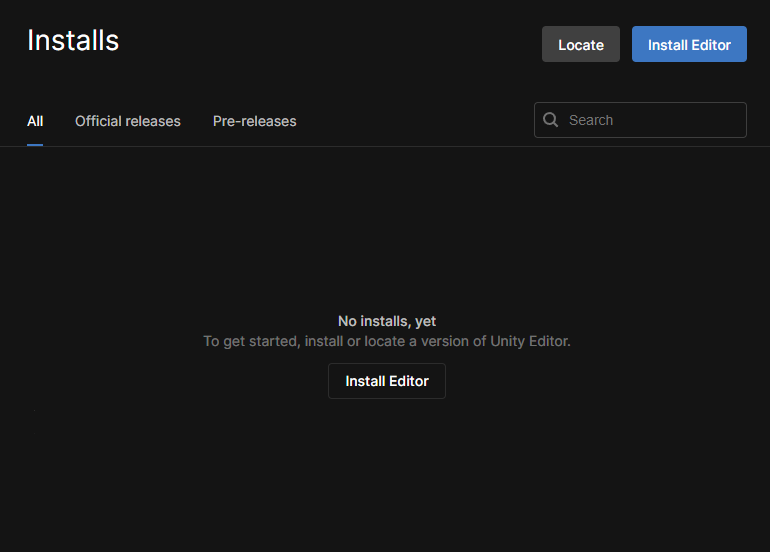 Installs
Locate
Install Editor
All
Official releases
Pre-releases
Search
No installs, yet
To get started, install or locate a version of Unity Editor.
Install Editor